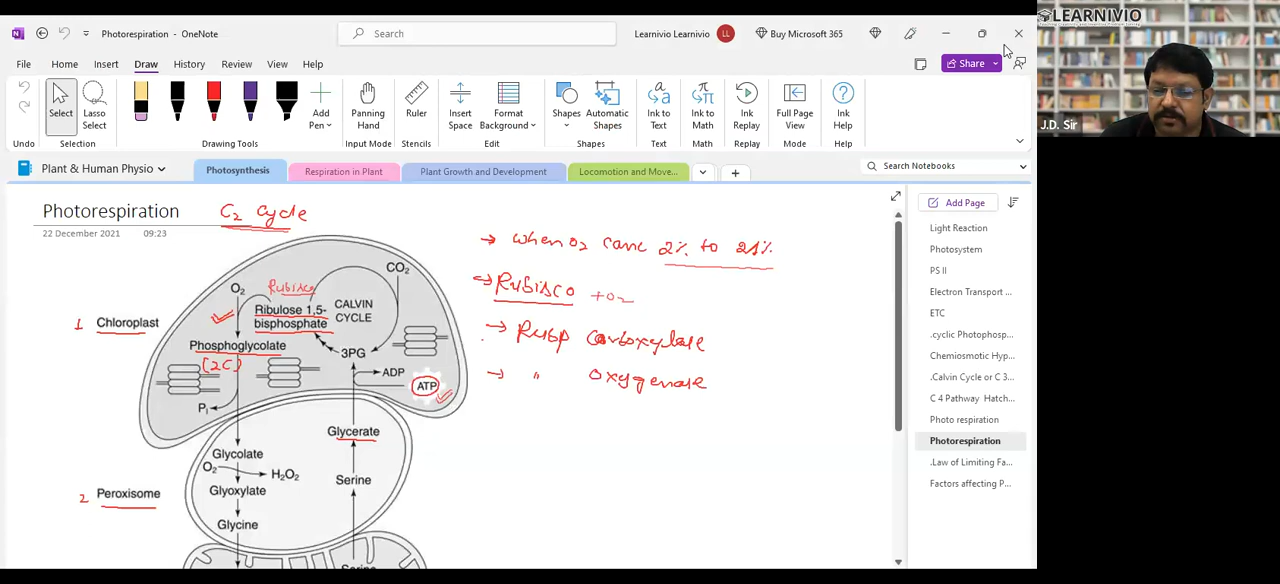 Photorespiration - OneNote
Search
Learnivio Learnivio
LL
Buy Microsoft 365
LEARNIVIO
File Home Insert Draw History Review View Help
Share
Undo
Select
Lasso Select
Add Pen
Panning Hand
Ruler
Insert Space
Format Background
Shapes
Automatic Shapes
Ink to Text
Ink to Math
Ink Replay
Full Page View
Ink Help
Undo Selection Drawing Tools Input Mode Stencils Edit Shapes Text Math Replay Mode Help
J.D. Sir
Plant & Human Physio
Photosynthesis
Respiration in Plant
Plant Growth and Development
Locomotion and Move...
Search Notebooks
Photorespiration
C2 cycle
22 December 2021 09:23
→ When O2 conc 2% to 21%
→ Rubisco +O2
→ Rubp Carboxylase
→ " Oxygenase
CO2
O2
Rubisco
Ribulose 1,5-
bisphosphate
CALVIN
CYCLE
1 Chloroplast
Phosphoglycolate
(2C)
3PG
ADP
ATP
Pi
Glycerate
Glycolate
O2
H2O2
Serine
2 Peroxisome
Glyoxylate
Glycine
Serine
Add Page
Light Reaction
Photosystem
PS II
Electron Transport ...
ETC
.cyclic Photophosp...
Chemiosmotic Hyp...
.Calvin Cycle or C 3...
C 4 Pathway Hatch...
Photo respiration
Photorespiration
.Law of Limiting Fa...
Factors affecting P...